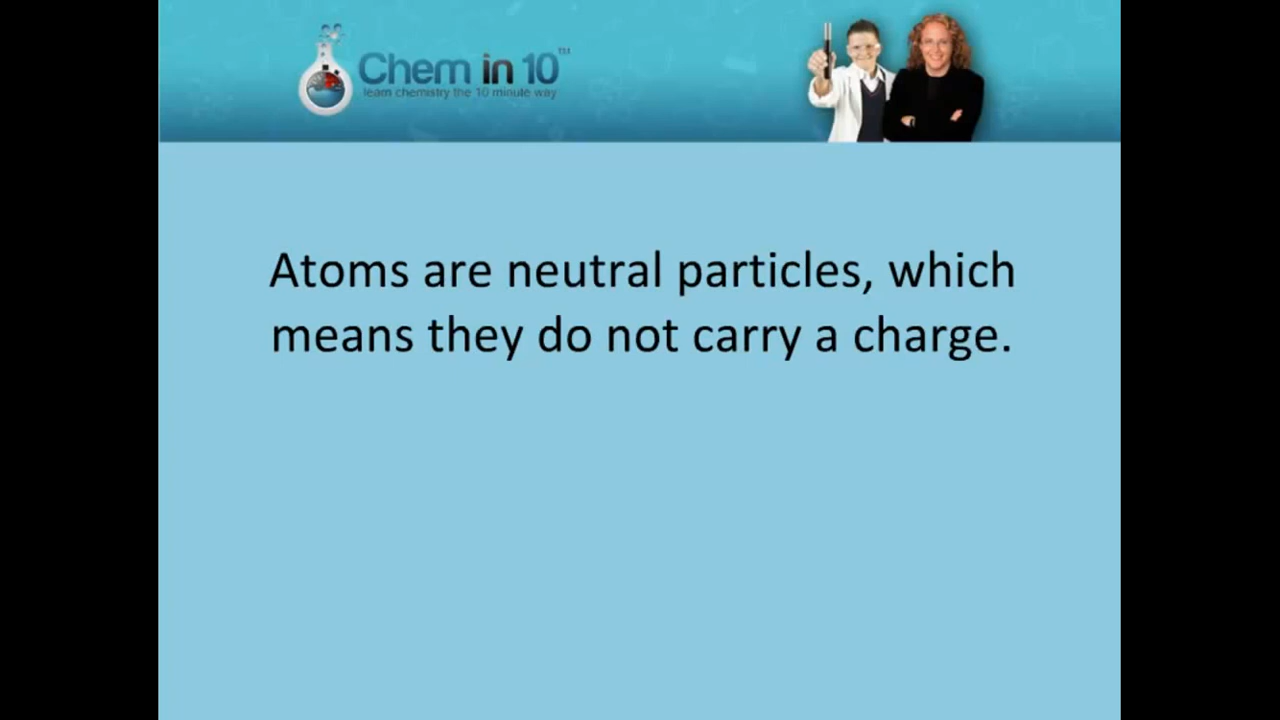 Chem in 10™
learn chemistry the 10 minute way
Atoms are neutral particles, which
means they do not carry a charge.